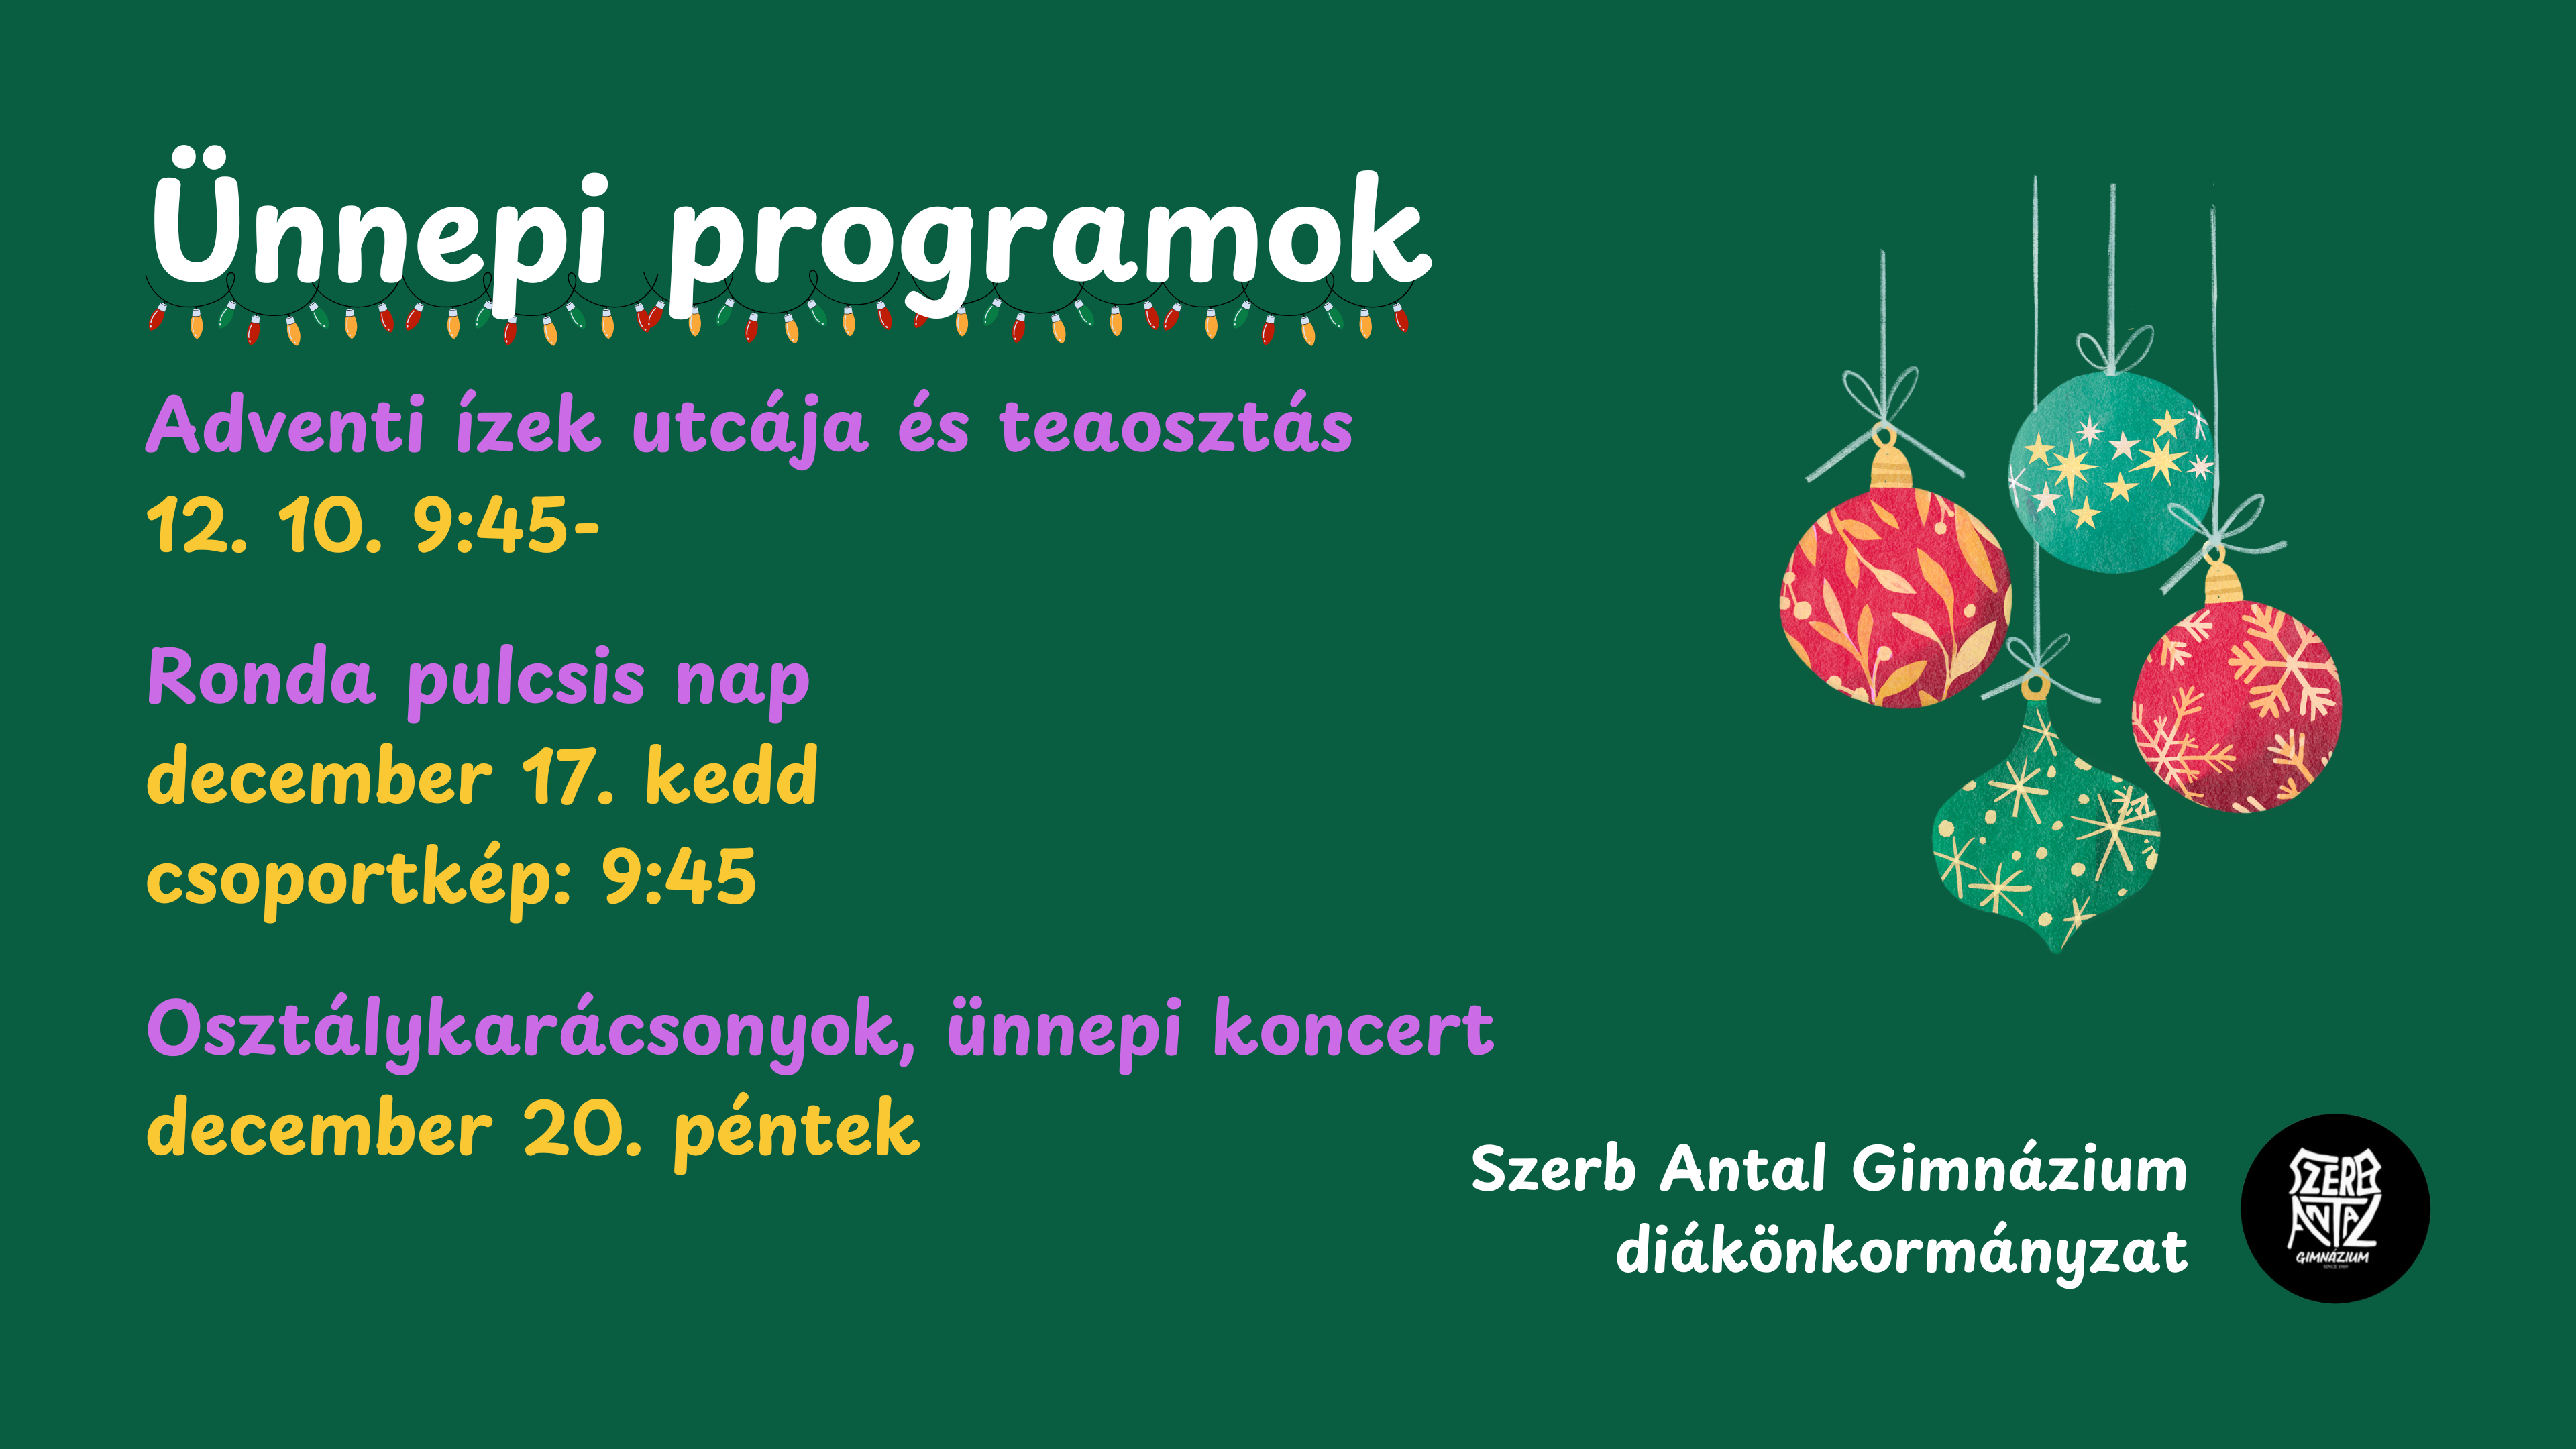 Ünnepi programok
Adventi ízek utcája és teaosztás
12. 10. 9:45-
Ronda pulcsis nap
december 17. kedd
csoportkép: 9:45
Osztálykarácsonyok, ünnepi koncert
december 20. péntek
Szerb Antal Gimnázium
diákönkormányzat
SZERB
ANTAL
GIMNÁZIUM